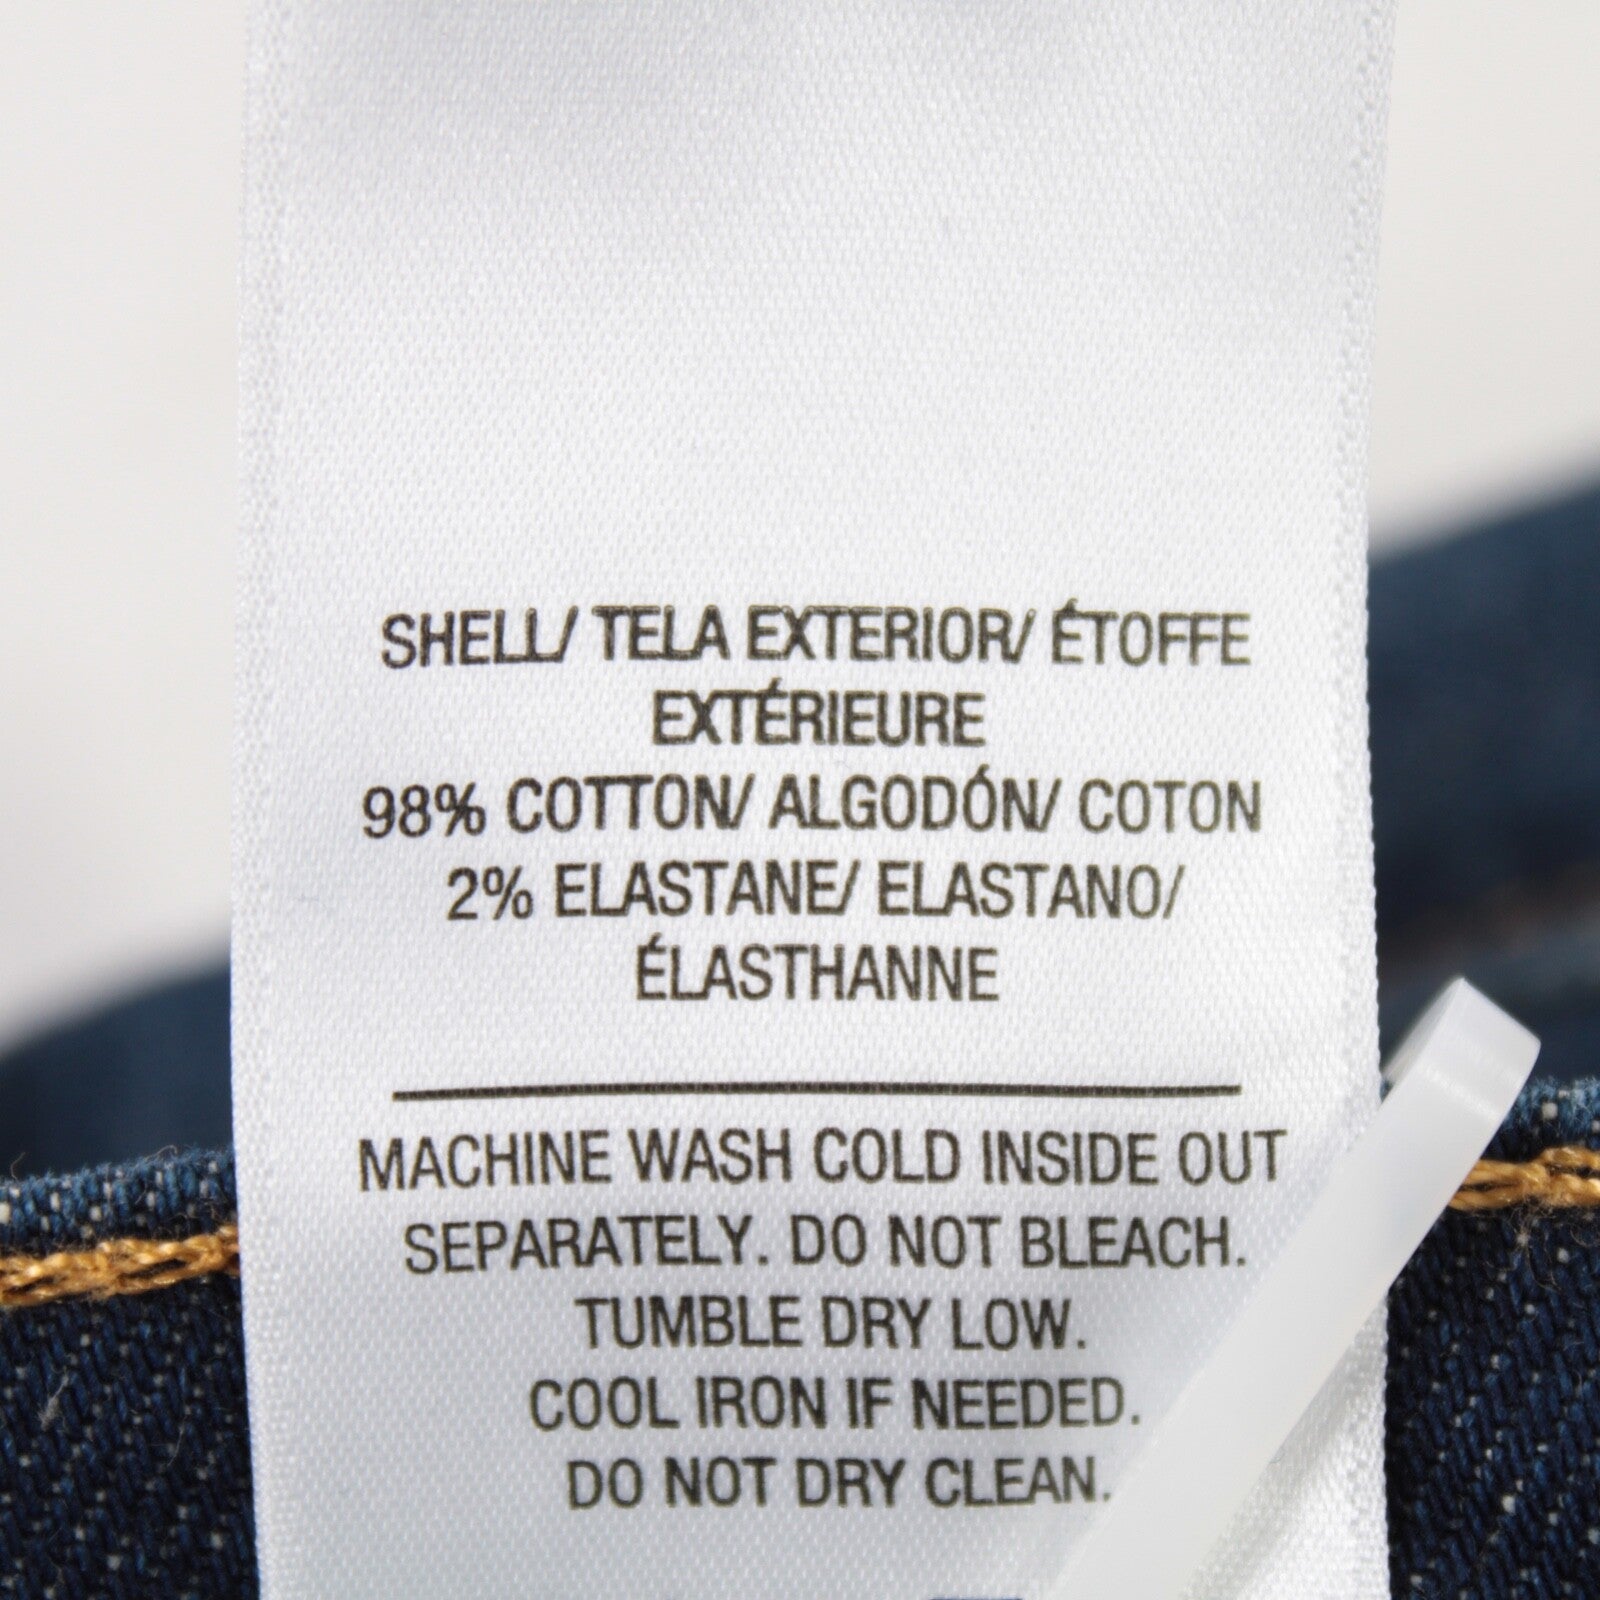 SHELL/ TELA EXTERIOR/ ÉTOFFE
EXTÉRIEURE
98% COTTON/ ALGODÓN/ COTON
2% ELASTANE/ ELASTANO/
ÉLASTHANNE
MACHINE WASH COLD INSIDE OUT
SEPARATELY. DO NOT BLEACH.
TUMBLE DRY LOW.
COOL IRON IF NEEDED.
DO NOT DRY CLEAN.